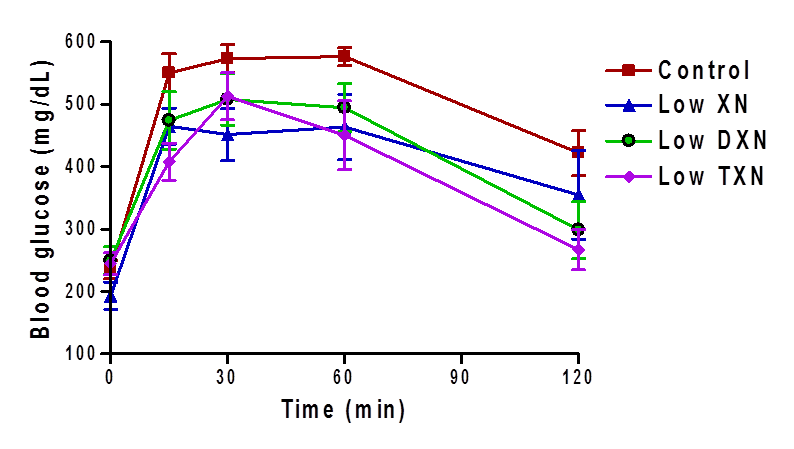 600
500
400
300
200
100
Blood glucose (mg/dL)
0 30 60 90 120
Time (min)
Control
Low XN
Low DXN
Low TXN